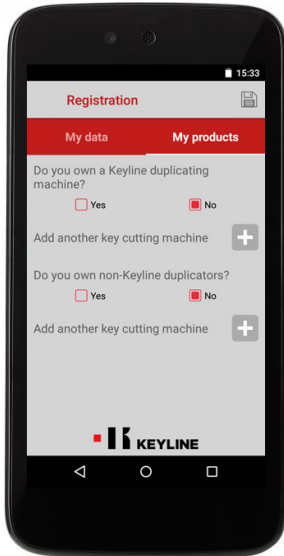 15:33
Registration
My data My products
Do you own a Keyline duplicating
machine?
Yes No
Add another key cutting machine
Do you own non-Keyline duplicators?
Yes No
Add another key cutting machine
KEYLINE